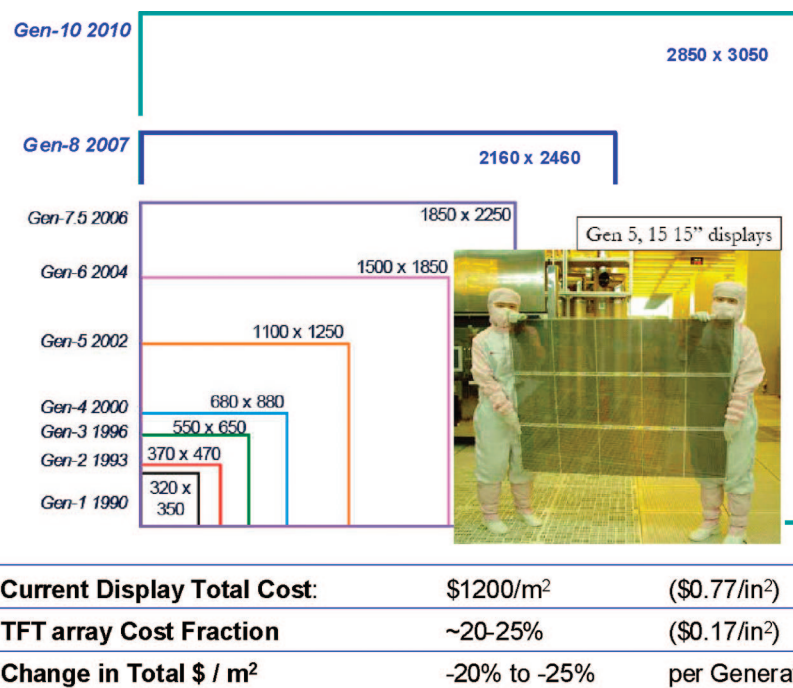 Gen-10 2010
2850 x 3050
Gen-8 2007
2160 x 2460
Gen-7.5 2006
1850 x 2250
Gen 5, 15 15” displays
Gen-6 2004
1500 x 1850
Gen-5 2002
1100 x 1250
Gen-4 2000
680 x 880
Gen-3 1996
550 x 650
Gen-2 1993
370 x 470
Gen-1 1990
320 x
350
Current Display Total Cost: $1200/m² ($0.77/in²)
TFT array Cost Fraction ~20-25% ($0.17/in²)
Change in Total $ / m² -20% to -25% per Genera